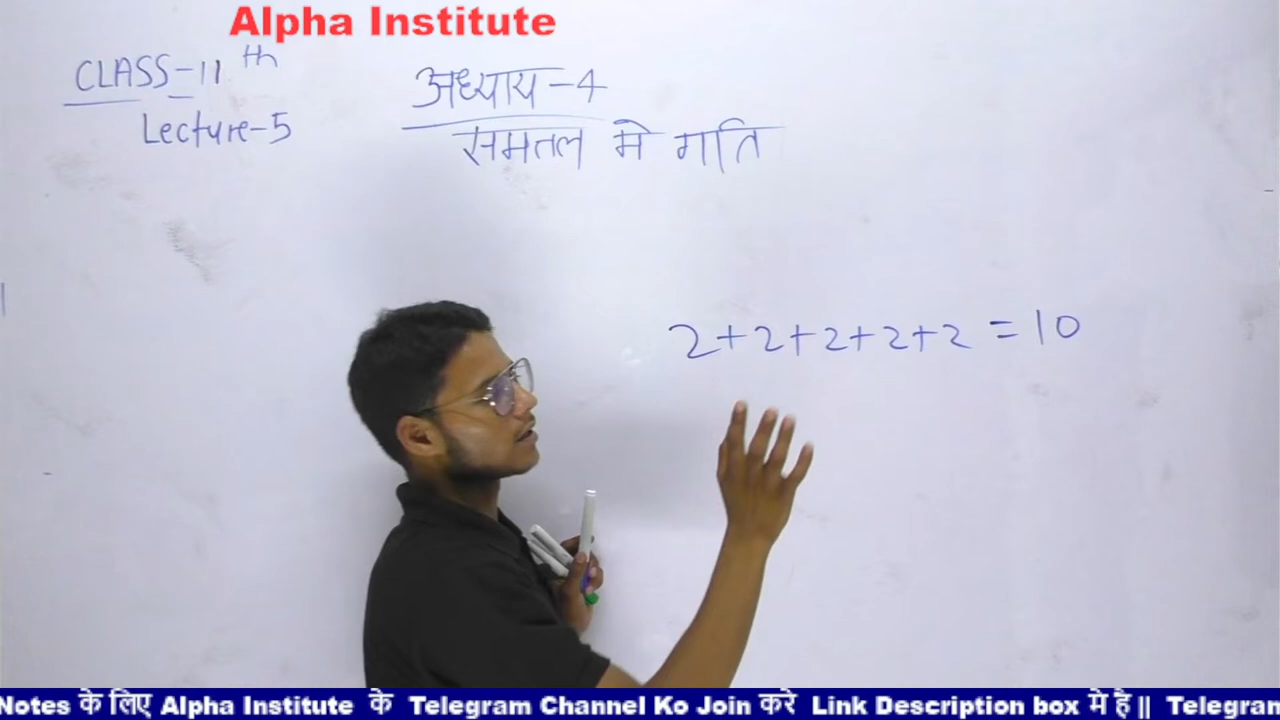 Alpha Institute
CLASS-11th
Lecture-5
अध्याय-4
समतल मे गति
2+2+2+2+2=10
Notes के लिए Alpha Institute के Telegram Channel Ko Join करे Link Description box मे है || Telegram